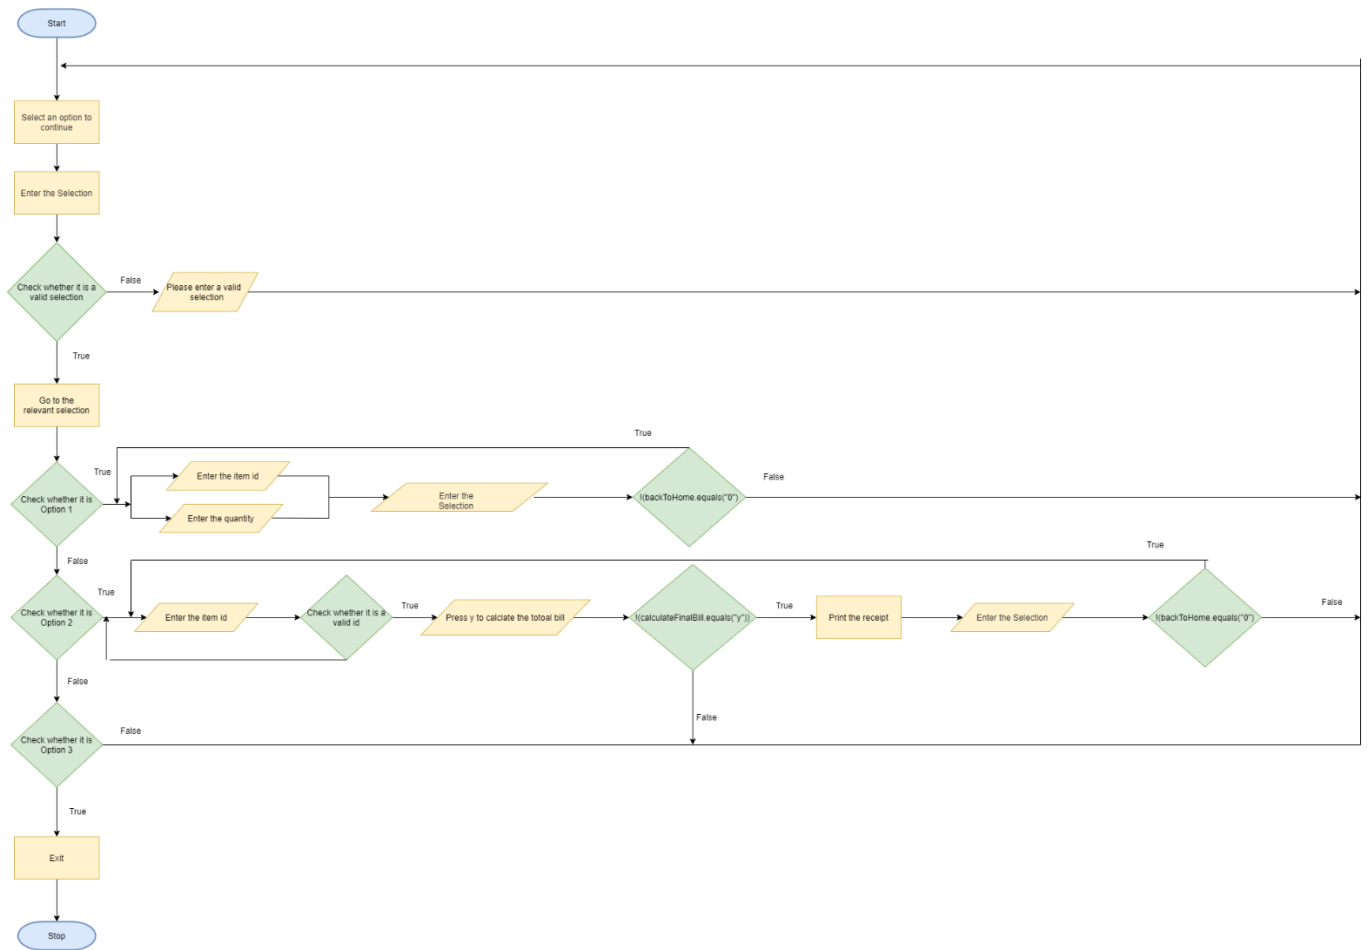 Start
Select an option to
continue
Enter the Selection
Check whether it is a
valid selection
False
Please enter a valid
selection
True
Go to the
relevant selection
True
True
Enter the item id
Enter the
Selection
!(backToHome.equals("0")
False
Check whether it is
Option 1
Enter the quantity
False
True
True
Check whether it is
Option 2
Enter the item id
Check whether it is a
valid id
True
Press y to calclate the totoal bill
!(calculateFinalBill.equals("y"))
True
Print the receipt
Enter the Selection
!(backToHome.equals("0")
False
False
False
False
Check whether it is
Option 3
True
Exit
Stop